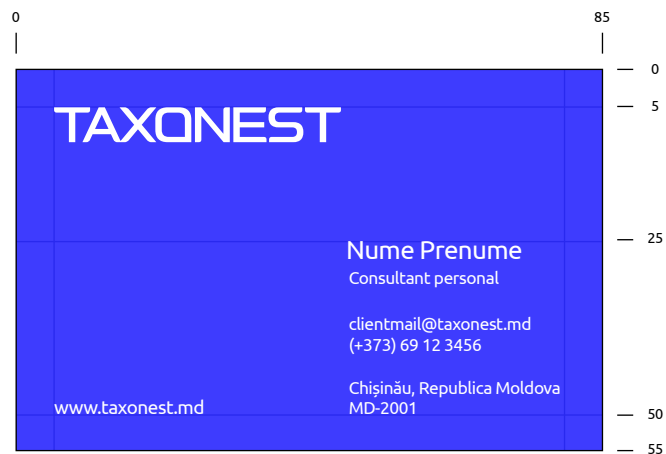 0 85
0
5
TAXONEST
25
Nume Prenume
Consultant personal
clientmail@taxonest.md
(+373) 69 12 3456
Chișinău, Republica Moldova
www.taxonest.md MD-2001
50
55